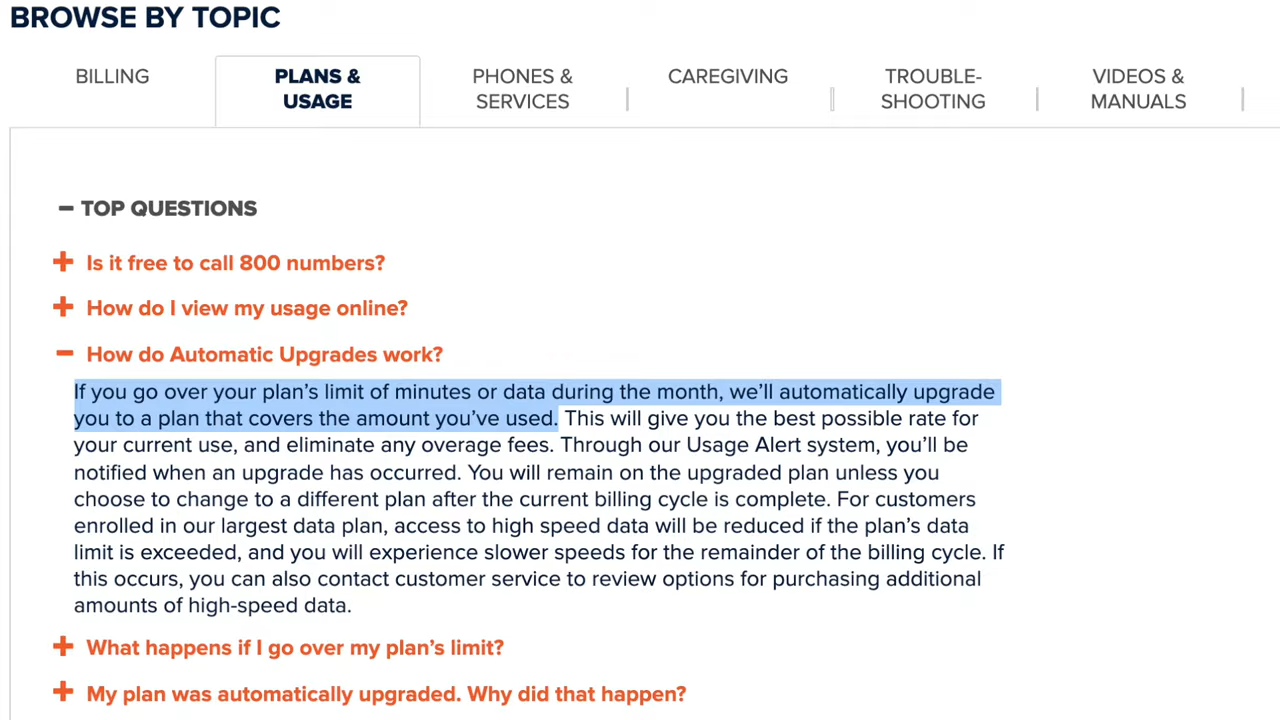 BROWSE BY TOPIC
BILLING
PLANS &
USAGE
PHONES &
SERVICES
CAREGIVING
TROUBLE-
SHOOTING
VIDEOS &
MANUALS
TOP QUESTIONS
Is it free to call 800 numbers?
How do I view my usage online?
How do Automatic Upgrades work?
If you go over your plan’s limit of minutes or data during the month, we’ll automatically upgrade
you to a plan that covers the amount you’ve used. This will give you the best possible rate for
your current use, and eliminate any overage fees. Through our Usage Alert system, you’ll be
notified when an upgrade has occurred. You will remain on the upgraded plan unless you
choose to change to a different plan after the current billing cycle is complete. For customers
enrolled in our largest data plan, access to high speed data will be reduced if the plan’s data
limit is exceeded, and you will experience slower speeds for the remainder of the billing cycle. If
this occurs, you can also contact customer service to review options for purchasing additional
amounts of high-speed data.
What happens if I go over my plan’s limit?
My plan was automatically upgraded. Why did that happen?